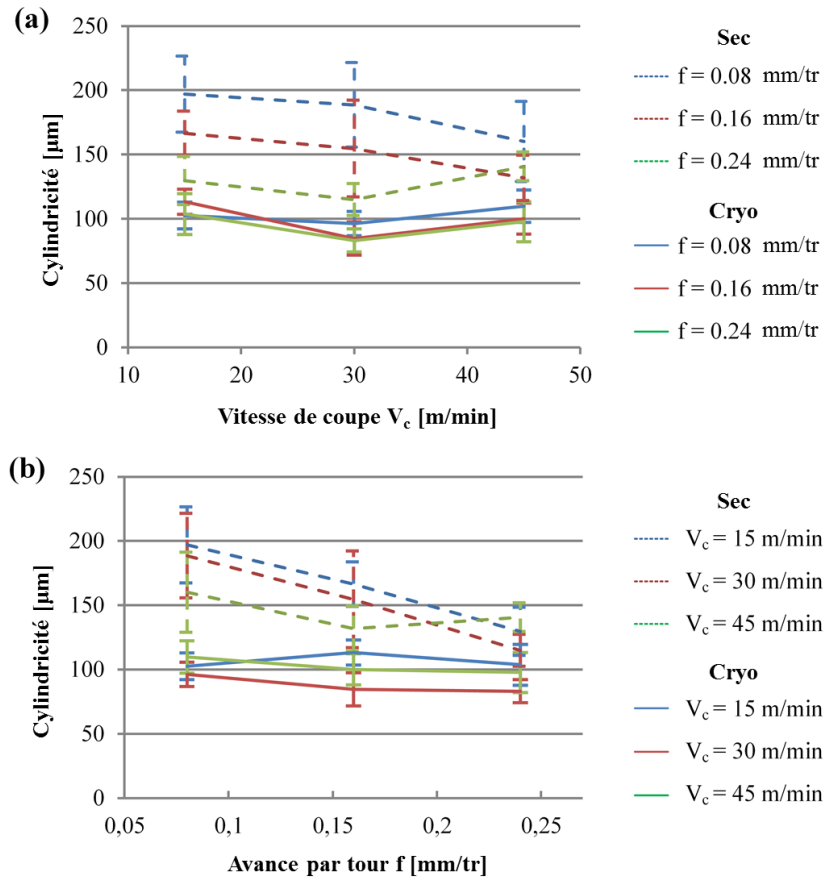 (a)
Cylindricité [µm]
250
200
150
100
50
0
10
20
30
40
50
Vitesse de coupe Vc [m/min]
Sec
f = 0.08 mm/tr
f = 0.16 mm/tr
f = 0.24 mm/tr
Cryo
f = 0.08 mm/tr
f = 0.16 mm/tr
f = 0.24 mm/tr
(b)
Cylindricité [µm]
250
200
150
100
50
0
0,05
0,1
0,15
0,2
0,25
Avance par tour f [mm/tr]
Sec
Vc = 15 m/min
Vc = 30 m/min
Vc = 45 m/min
Cryo
Vc = 15 m/min
Vc = 30 m/min
Vc = 45 m/min